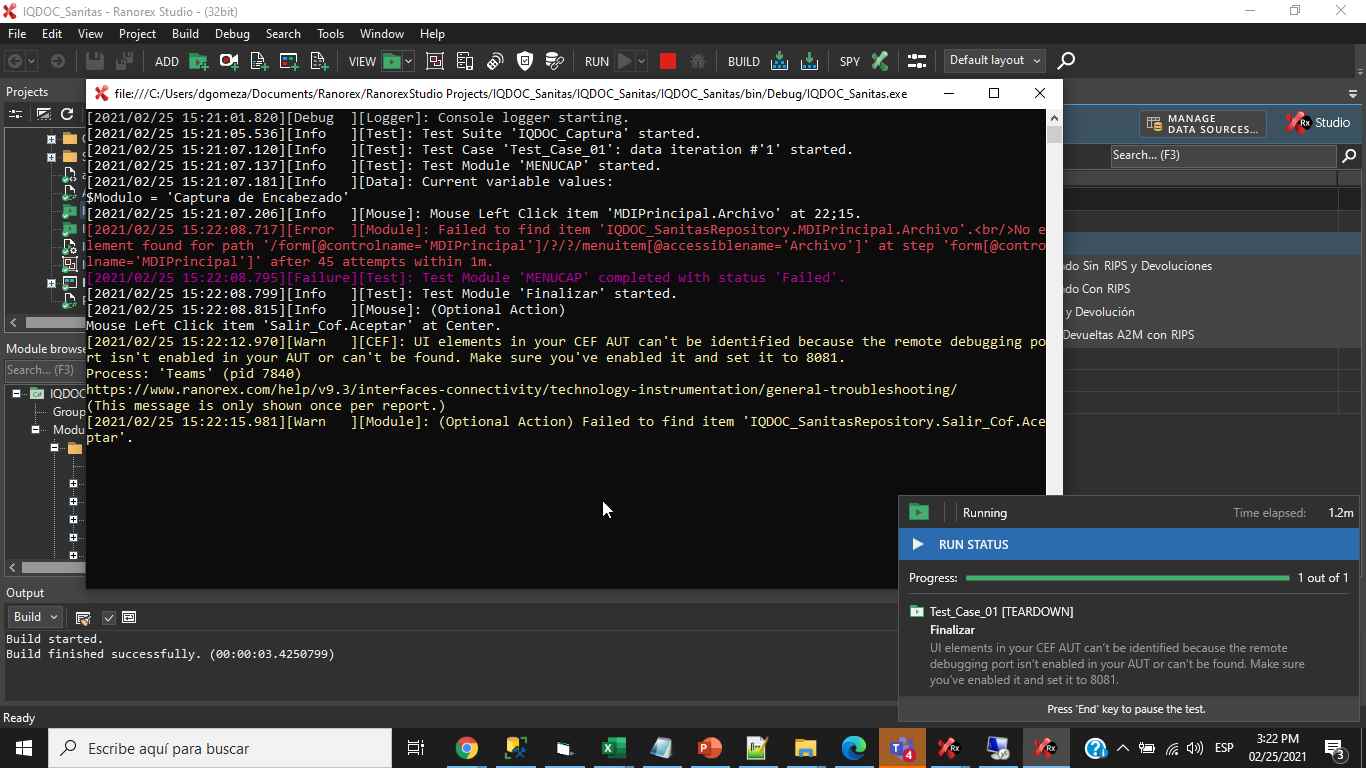 IQDOC_Sanitas - Ranorex Studio - (32bit)
File Edit View Project Build Debug Search Tools Window Help
ADD VIEW RUN BUILD SPY Default layout
Projects
file:///C:/Users/dgomeza/Documents/Ranorex/RanorexStudio Projects/IQDOC_Sanitas/IQDOC_Sanitas/IQDOC_Sanitas/bin/Debug/IQDOC_Sanitas.exe
[2021/02/25 15:21:01.820][Debug ][Logger]: Console logger starting.
[2021/02/25 15:21:05.536][Info ][Test]: Test Suite 'IQDOC_Captura' started.
[2021/02/25 15:21:07.120][Info ][Test]: Test Case 'Test_Case_01': data iteration #'1' started.
[2021/02/25 15:21:07.137][Info ][Test]: Test Module 'MENUCAP' started.
[2021/02/25 15:21:07.181][Info ][Data]: Current variable values:
$Modulo = 'Captura de Encabezado'
[2021/02/25 15:21:07.206][Info ][Mouse]: Mouse Left Click item 'MDIPrincipal.Archivo' at 22;15.
[2021/02/25 15:22:08.717][Error ][Module]: Failed to find item 'IQDOC_SanitasRepository.MDIPrincipal.Archivo'.<br/>No e
lement found for path '/form[@controlname='MDIPrincipal']/?/?/menuitem[@accessiblename='Archivo']' at step 'form[@contro
lname='MDIPrincipal']' after 45 attempts within 1m.
[2021/02/25 15:22:08.795][Failure][Test]: Test Module 'MENUCAP' completed with status 'Failed'.
[2021/02/25 15:22:08.799][Info ][Test]: Test Module 'Finalizar' started.
[2021/02/25 15:22:08.815][Info ][Mouse]: (Optional Action)
Mouse Left Click item 'Salir_Cof.Aceptar' at Center.
[2021/02/25 15:22:12.970][Warn ][CEF]: UI elements in your CEF AUT can't be identified because the remote debugging po
rt isn't enabled in your AUT or can't be found. Make sure you've enabled it and set it to 8081.
Process: 'Teams' (pid 7840)
https://www.ranorex.com/help/v9.3/interfaces-connectivity/technology-instrumentation/general-troubleshooting/
(This message is only shown once per report.)
[2021/02/25 15:22:15.981][Warn ][Module]: (Optional Action) Failed to find item 'IQDOC_SanitasRepository.Salir_Cof.Ace
ptar'.
MANAGE
DATA SOURCES...
Rx Studio
Search... (F3)
do Sin RIPS y Devoluciones
do Con RIPS
y Devolución
Devueltas A2M con RIPS
Module browse
Search... (F3)
IQDOC
Group
Modu
Running Time elapsed: 1.2m
RUN STATUS
Progress: 1 out of 1
Test_Case_01 [TEARDOWN]
Finalizar
UI elements in your CEF AUT can't be identified because the remote
debugging port isn't enabled in your AUT or can't be found. Make sure
you've enabled it and set it to 8081.
Press 'End' key to pause the test.
Output
Build
Build started.
Build finished successfully. (00:00:03.4250799)
Ready
Escribe aquí para buscar
4
Rx
Rx
ESP
3:22 PM
02/25/2021
3